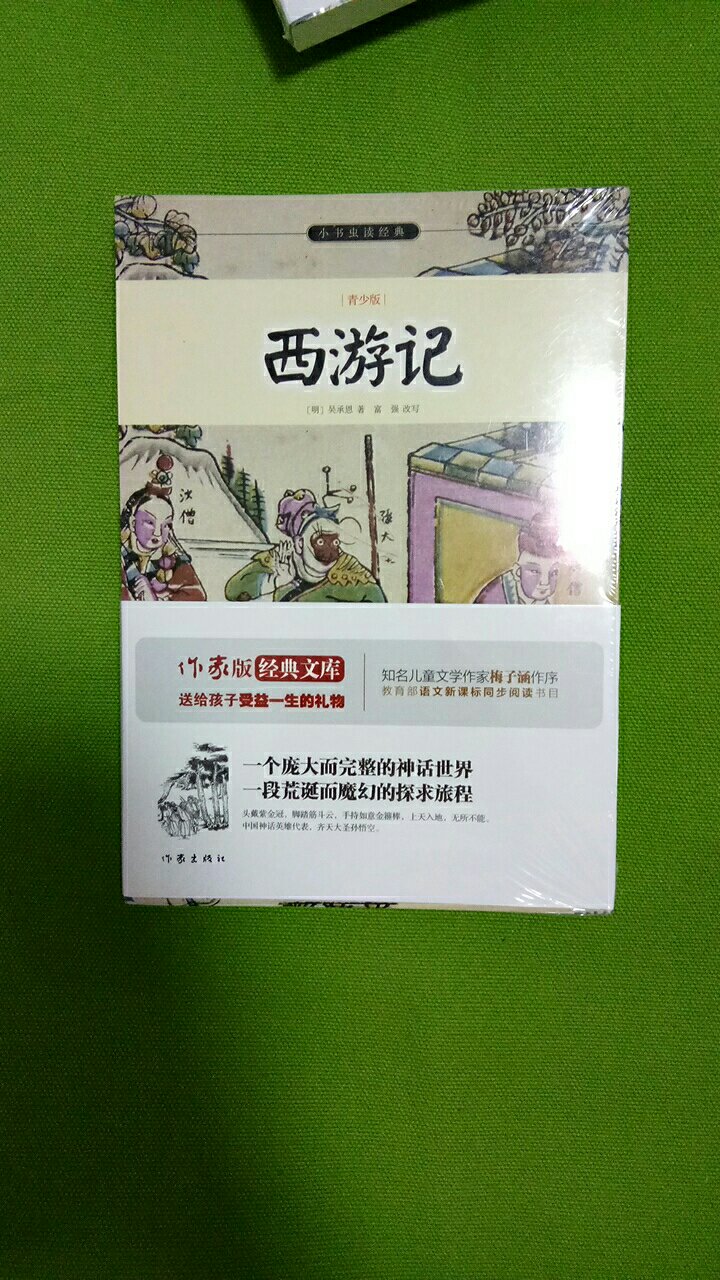 小书虫读经典
青少版
西游记
[明] 吴承恩 著 富 强 改写
沙僧
张大
僧
作家版 经典文库
送给孩子受益一生的礼物
知名儿童文学作家梅子涵作序
教育部语文新课标同步阅读书目
一个庞大而完整的神话世界
一段荒诞而魔幻的探求旅程
头戴紫金冠，脚踏筋斗云，手持如意金箍棒，上天入地，无所不能。
中国神话英雄代表，齐天大圣孙悟空。
作家出版社